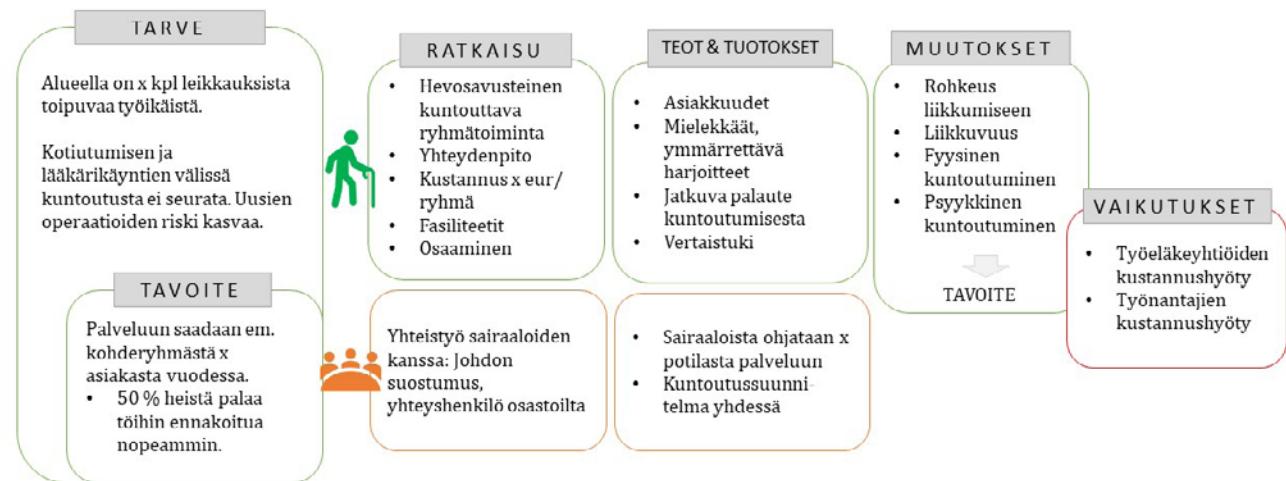 TARVE
Alueella on x kpl leikkauksista
toipuvaa työikäistä.
Kotiutumisen ja
lääkärikäyntien välissä
kuntoutusta ei seurata. Uusien
operaatioiden riski kasvaa.
TAVOITE
Palveluun saadaan em.
kohderyhmästä x
asiakasta vuodessa.
• 50 % heistä palaa
töihin ennakoitua
nopeammin.
RATKAISU
• Hevosavusteinen
kuntouttava
ryhmätoiminta
• Yhteydenpito
• Kustannus x eur/
ryhmä
• Fasiliteetit
• Osaaminen
Yhteistyö sairaaloiden
kanssa: Johdon
suostumus,
yhteyshenkilö osastoilta
TEOT & TUOTOKSET
• Asiakkuudet
• Mielekkäät,
ymmärrettävä
harjoitteet
• Jatkuva palaute
kuntoutumisesta
• Vertaistuki
• Sairaaloista ohjataan x
potilasta palveluun
• Kuntoutussuunni-
telma yhdessä
MUUTOKSET
• Rohkeus
liikkumiseen
• Liikkuvuus
• Fyysinen
kuntoutuminen
• Psyykkinen
kuntoutuminen
TAVOITE
VAIKUTUKSET
• Työeläkeyhtiöiden
kustannushyöty
• Työnantajien
kustannushyöty